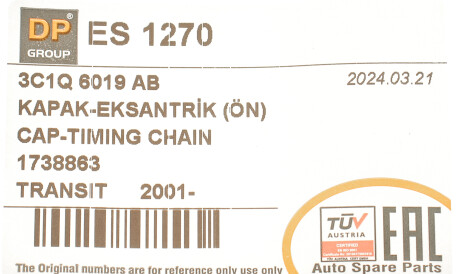 DP
GROUP
ES 1270
3C1Q 6019 AB
2024.03.21
KAPAK-EKSANTRİK (ÖN)
CAP-TIMING CHAIN
1738863
TRANSIT 2001-
TÜV
AUSTRIA
CERTIFIED
EAC
Auto Spare Parts
The Original numbers are for reference only use only